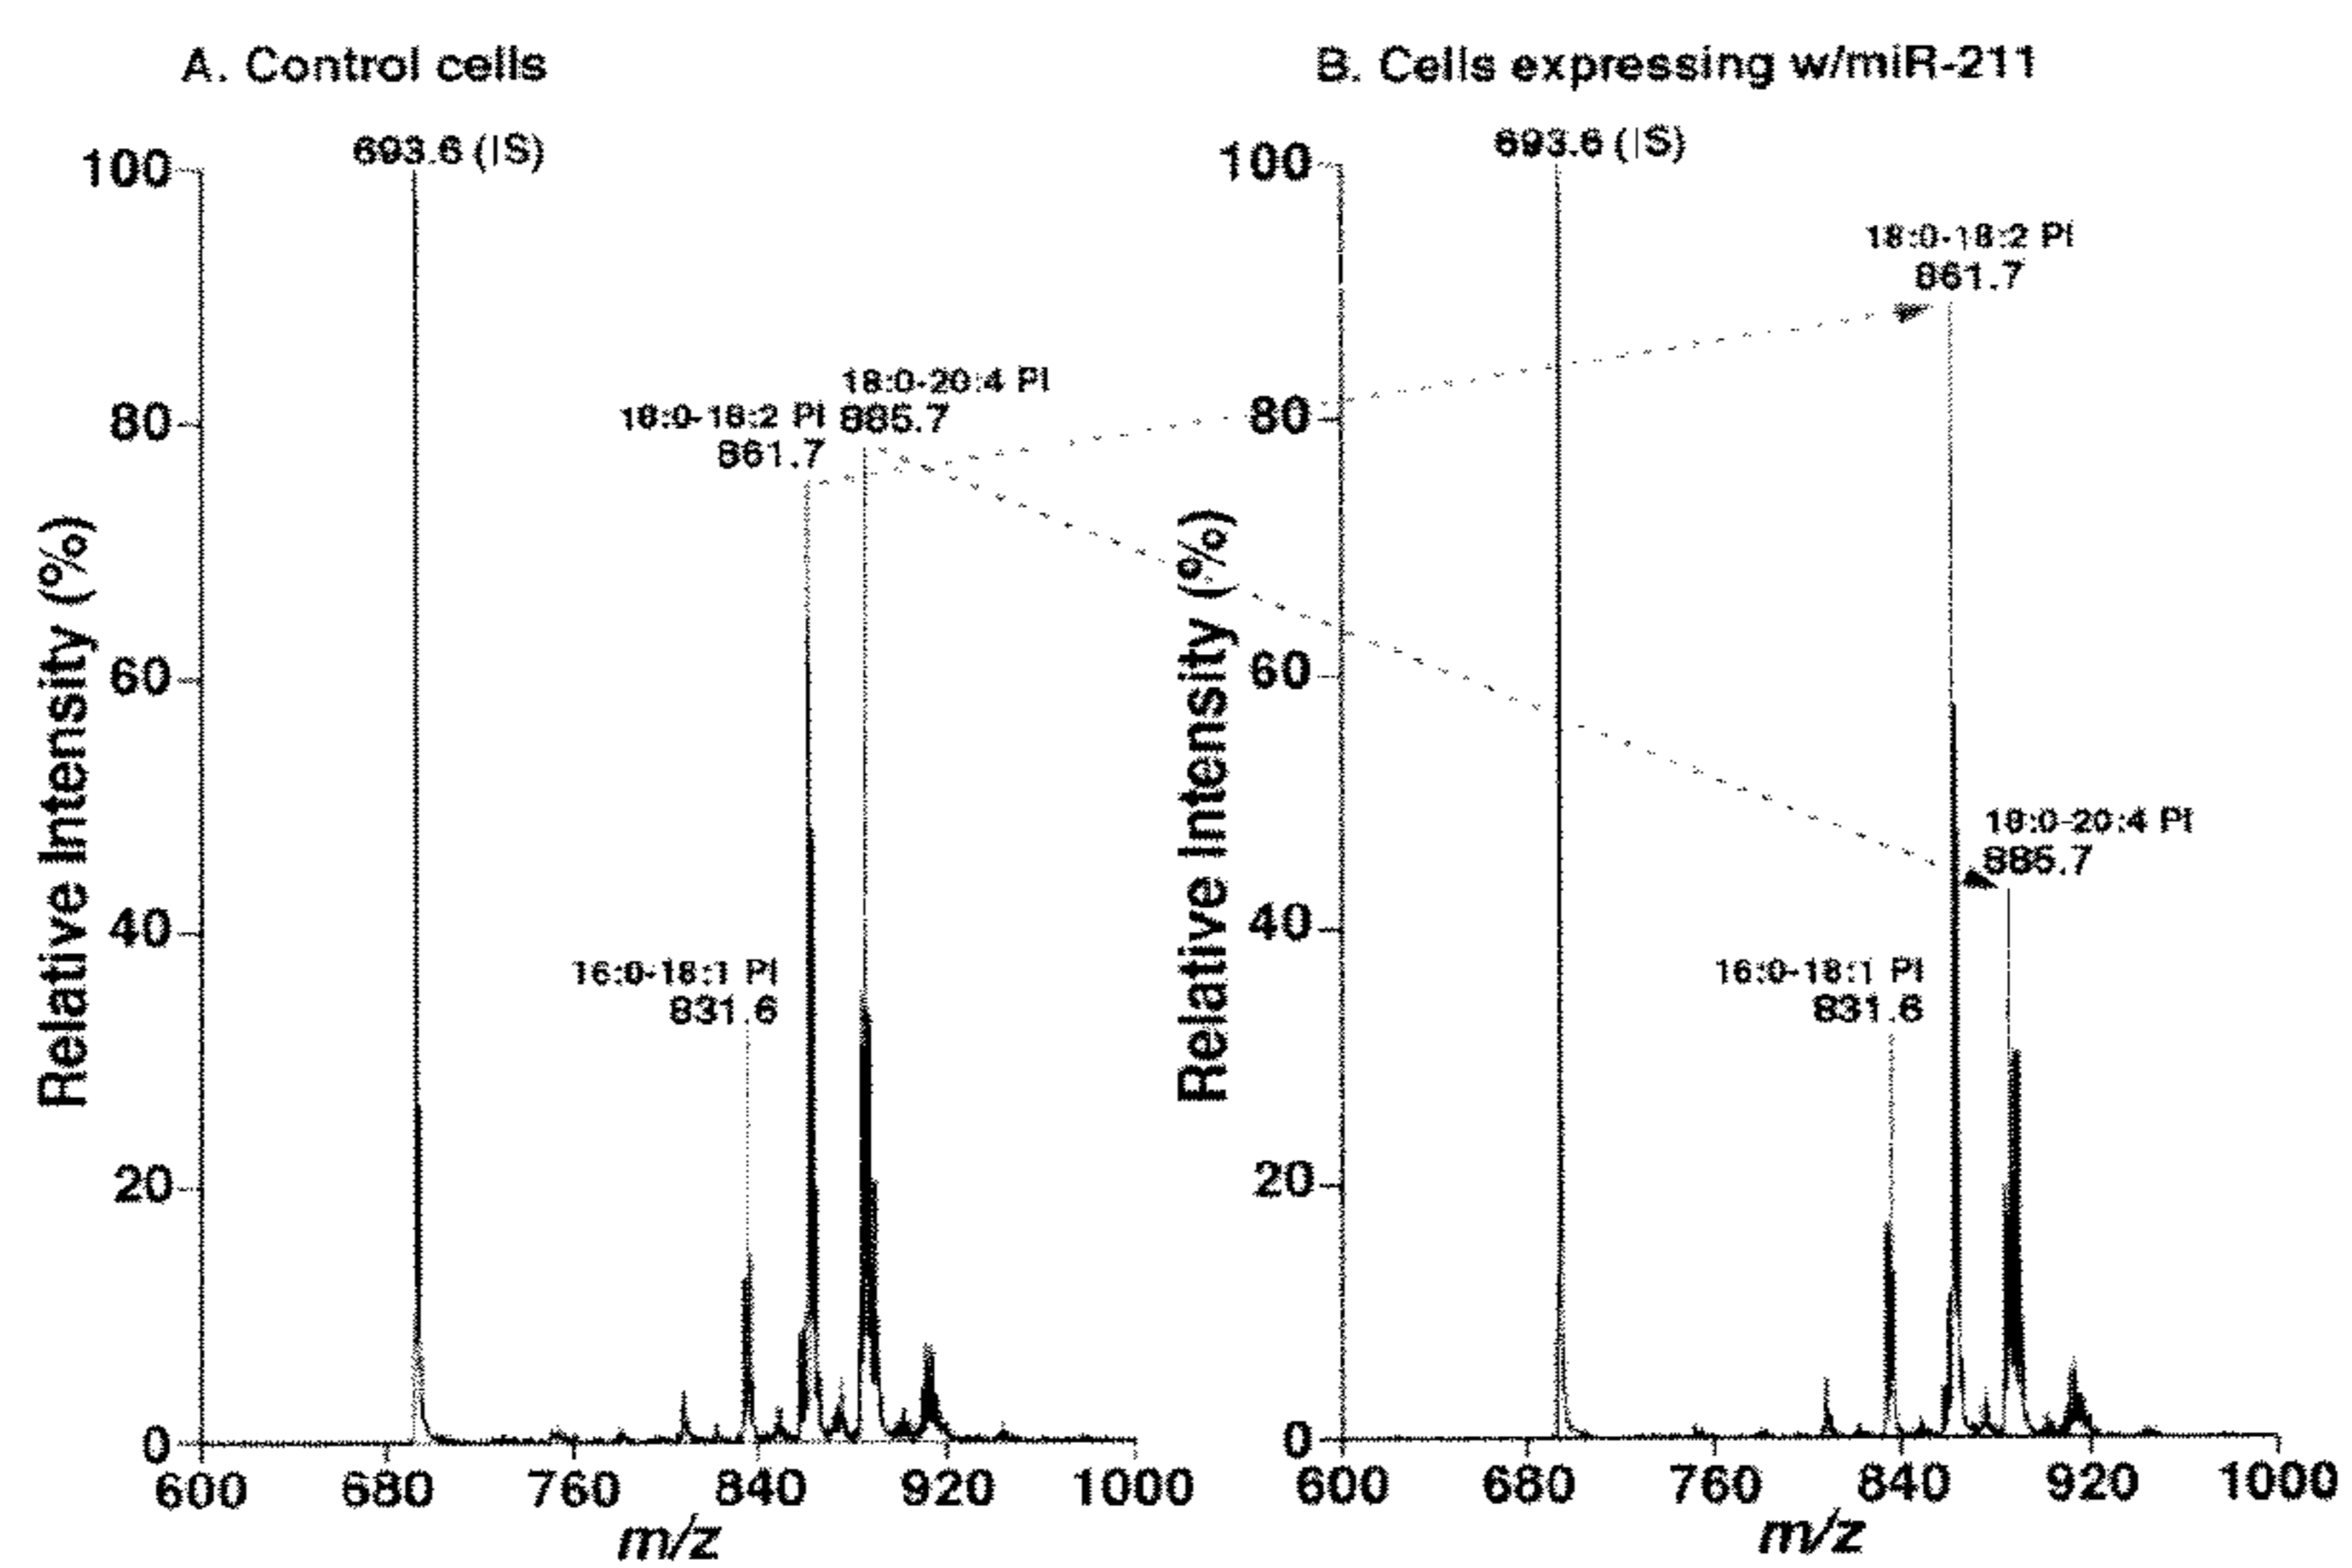 A. Control cells
693.6 (IS)
100
80
60
40
20
0
Relative Intensity (%)
18:0-20:4 PI
885.7
18:0-18:2 PI
861.7
16:0-18:1 PI
831.6
600 680 760 840 920 1000
m/z
B. Cells expressing w/miR-211
693.6 (IS)
100
80
60
40
20
0
Relative Intensity (%)
18:0-18:2 PI
861.7
18:0-20:4 PI
885.7
16:0-18:1 PI
831.6
600 680 760 840 920 1000
m/z